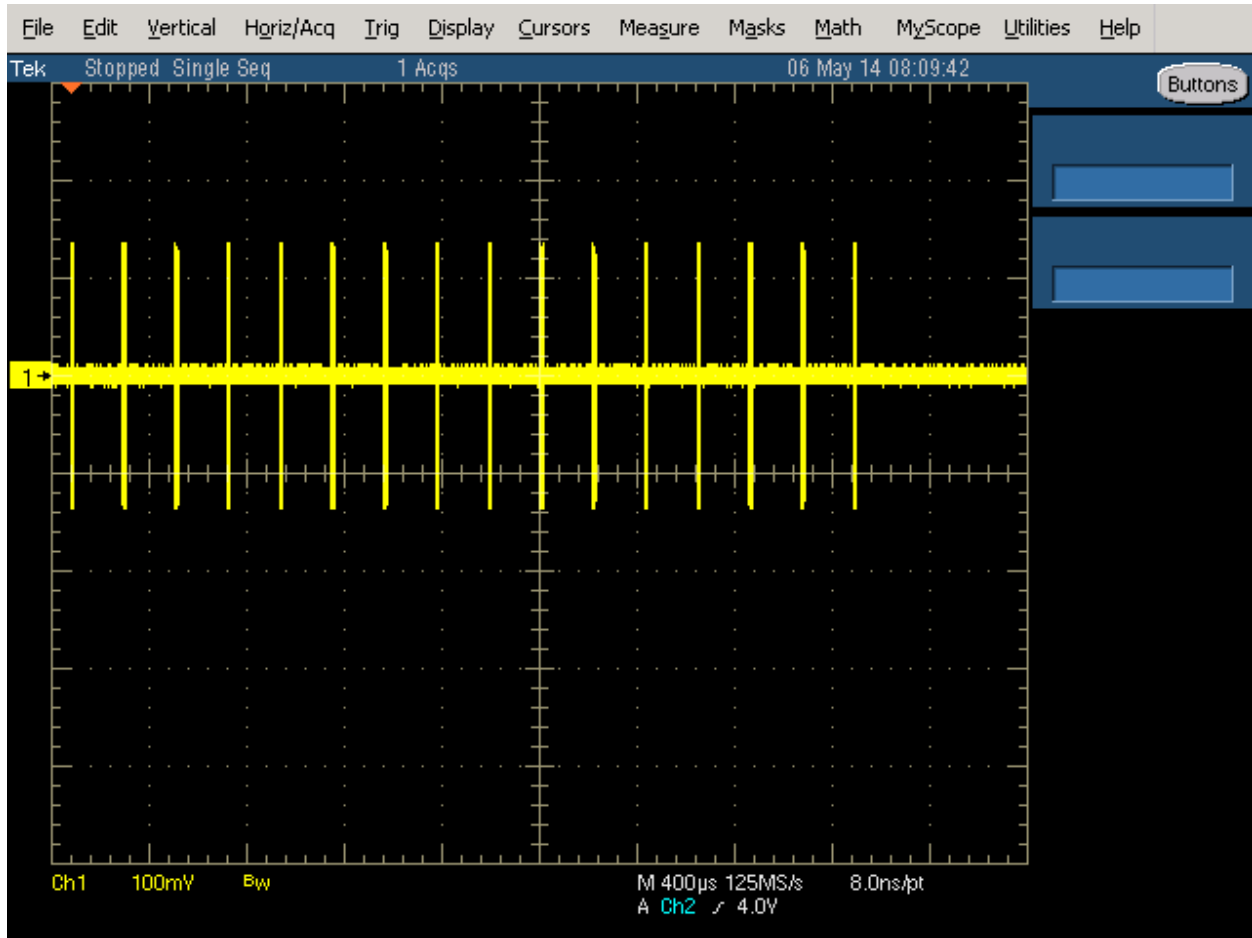 File Edit Vertical Horiz/Acq Trig Display Cursors Measure Masks Math MyScope Utilities Help
Tek Stopped Single Seq 1 Acqs 06 May 14 08:09:42
Buttons
1
Ch1 100mV Bw M 400µs 125MS/s 8.0ns/pt
A Ch2 4.0V